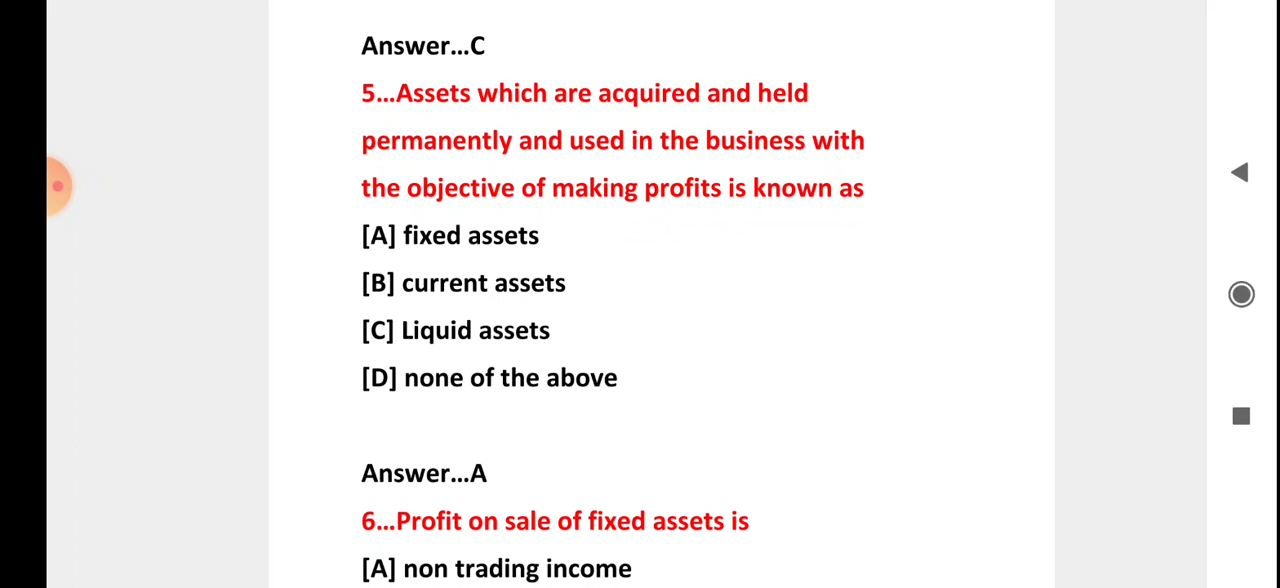 Answer...C
5...Assets which are acquired and held
permanently and used in the business with
the objective of making profits is known as
[A] fixed assets
[B] current assets
[C] Liquid assets
[D] none of the above
Answer...A
6...Profit on sale of fixed assets is
[A] non trading income